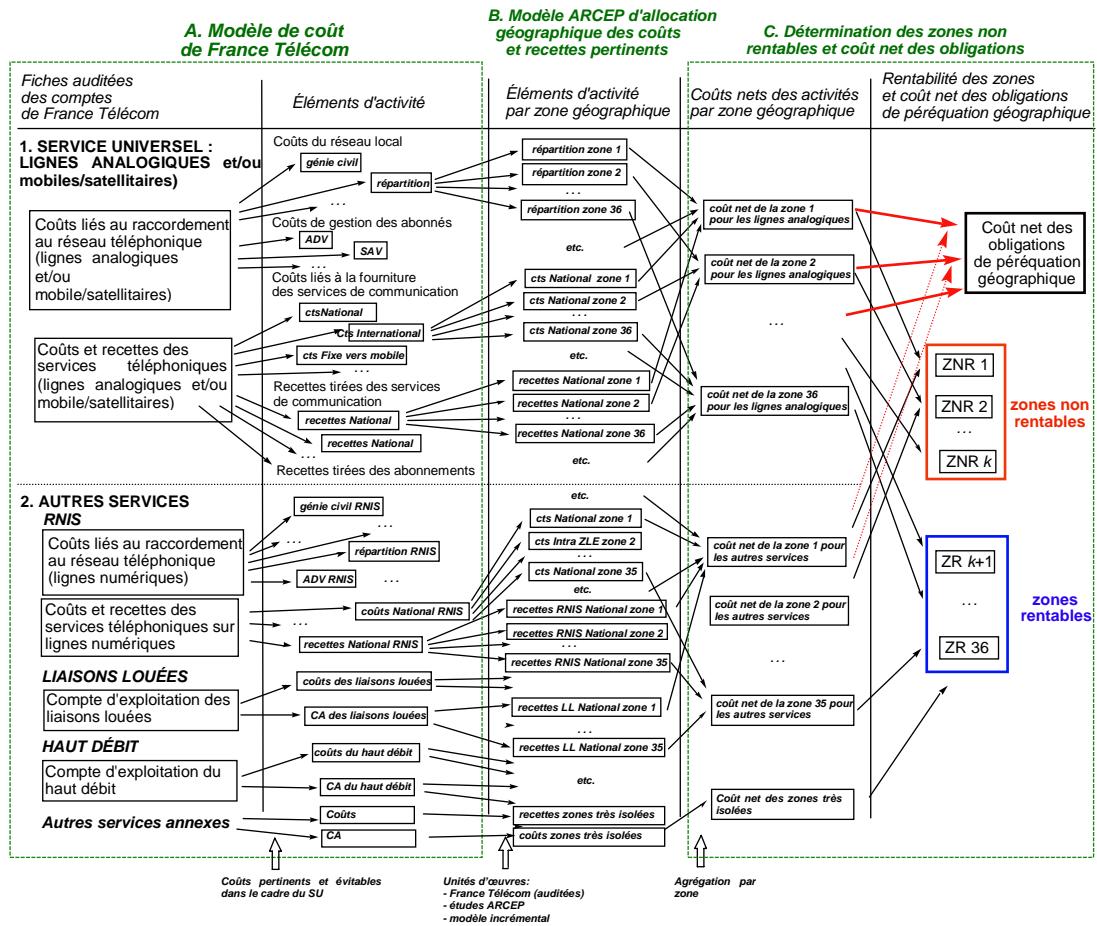 A. Modèle de coût
de France Télécom
B. Modèle ARCEP d'allocation
géographique des coûts
et recettes pertinents
C. Détermination des zones non
rentables et coût net des obligations
Fiches auditées
des comptes
de France Télécom
Éléments d'activité
Éléments d'activité
par zone géographique
Coûts nets des activités
par zone géographique
Rentabilité des zones
et coût net des obligations
de péréquation géographique
1. SERVICE UNIVERSEL :
LIGNES ANALOGIQUES et/ou
mobiles/satellitaires)
Coûts liés au raccordement
au réseau téléphonique
(lignes analogiques
et/ou
mobile/satellitaires)
Coûts et recettes des
services téléphoniques
(lignes analogiques et/ou
mobile/satellitaires)
Coûts du réseau local
génie civil
répartition
...
Coûts de gestion des abonnés
ADV
SAV
...
Coûts liés à la fourniture
des services de communication
ctsNational
Cts International
cts Fixe vers mobile
...
Recettes tirées des services
de communication
recettes National
recettes National
...
Recettes tirées des abonnements
répartition zone 1
répartition zone 2
...
répartition zone 36
etc.
cts National zone 1
cts National zone 2
...
cts National zone 36
etc.
recettes National zone 1
recettes National zone 2
...
recettes National zone 36
etc.
coût net de la zone 1
pour les lignes analogiques
coût net de la zone 2
pour les lignes analogiques
...
coût net de la zone 36
pour les lignes analogiques
Coût net des
obligations
de péréquation
géographique
ZNR 1
ZNR 2
...
ZNR k
zones non
rentables
2. AUTRES SERVICES
RNIS
Coûts liés au raccordement
au réseau téléphonique
(lignes numériques)
Coûts et recettes des
services téléphoniques sur
lignes numériques
LIAISONS LOUÉES
Compte d'exploitation des
liaisons louées
HAUT DÉBIT
Compte d'exploitation du
haut débit
Autres services annexes
génie civil RNIS
...
...
répartition RNIS
ADV RNIS
...
coûts National RNIS
...
recettes National RNIS
coûts des liaisons louées
CA des liaisons louées
coûts du haut débit
CA du haut débit
Coûts
CA
etc.
cts National zone 1
cts Intra ZLE zone 2
...
cts National zone 35
etc.
recettes RNIS National zone 1
recettes RNIS National zone 2
...
recettes RNIS National zone 35
recettes LL National zone 1
...
recettes LL National zone 35
etc.
recettes zones très isolées
coûts zones très isolées
coût net de la zone 1 pour
les autres services
coût net de la zone 2 pour
les autres services
...
coût net de la zone 35 pour
les autres services
Coût net des zones très
isolées
ZR k+1
...
ZR 36
zones
rentables
Coûts pertinents et évitables
dans le cadre du SU
Unités d'œuvres:
- France Télécom (auditées)
- études ARCEP
- modèle incrémental
Agrégation par
zone